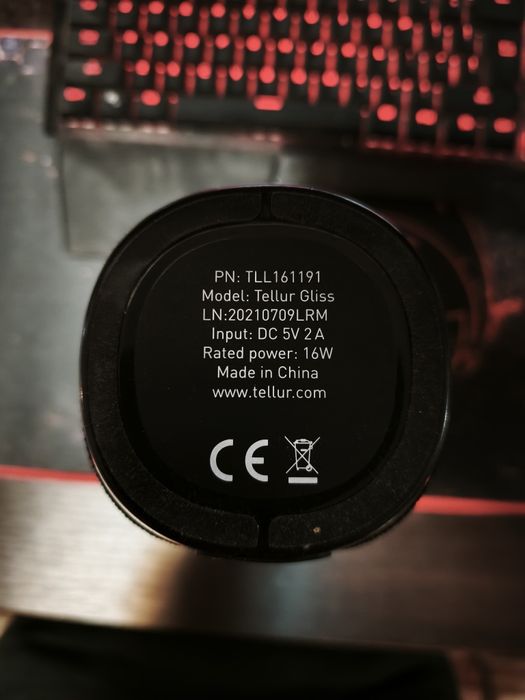 PN: TLL161191
Model: Tellur Gliss
LN:20210709LRM
Input: DC 5V 2 A
Rated power: 16W
Made in China
www.tellur.com
CE